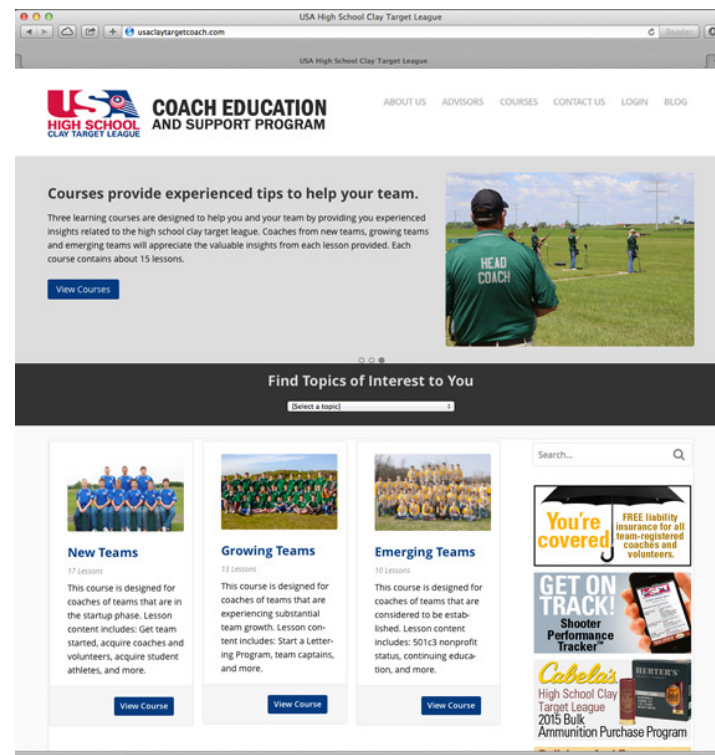 USA High School Clay Target League
usaclaytargetcoach.com
Reader
USA High School Clay Target League
USA
HIGH SCHOOL
CLAY TARGET LEAGUE
COACH EDUCATION
AND SUPPORT PROGRAM
ABOUT US ADVISORS COURSES CONTACT US LOGIN BLOG
Courses provide experienced tips to help your team.
Three learning courses are designed to help you and your team by providing you experienced
insights related to the high school clay target league. Coaches from new teams, growing teams
and emerging teams will appreciate the valuable insights from each lesson provided. Each
course contains about 15 lessons.
View Courses
HEAD
COACH
Find Topics of Interest to You
[Select a topic]
New Teams
17 Lessons
This course is designed for
coaches of teams that are in
the startup phase. Lesson
content includes: Get team
started, acquire coaches and
volunteers, acquire student
athletes, and more.
View Course
Growing Teams
13 Lessons
This course is designed for
coaches of teams that are
experiencing substantial
team growth. Lesson con-
tent includes: Start a Letter-
ing Program, team captains,
and more.
View Course
Emerging Teams
10 Lessons
This course is designed for
coaches of teams that are
considered to be estab-
lished. Lesson content
includes: 501c3 nonprofit
status, continuing educa-
tion, and more.
View Course
Search...
You're
covered
FREE liability
insurance for all
team-registered
coaches and
volunteers.
GET ON
TRACK!
Shooter
Performance
Tracker™
Cabela's
HERTER'S
High School Clay
Target League
2015 Bulk
Ammunition Purchase Program